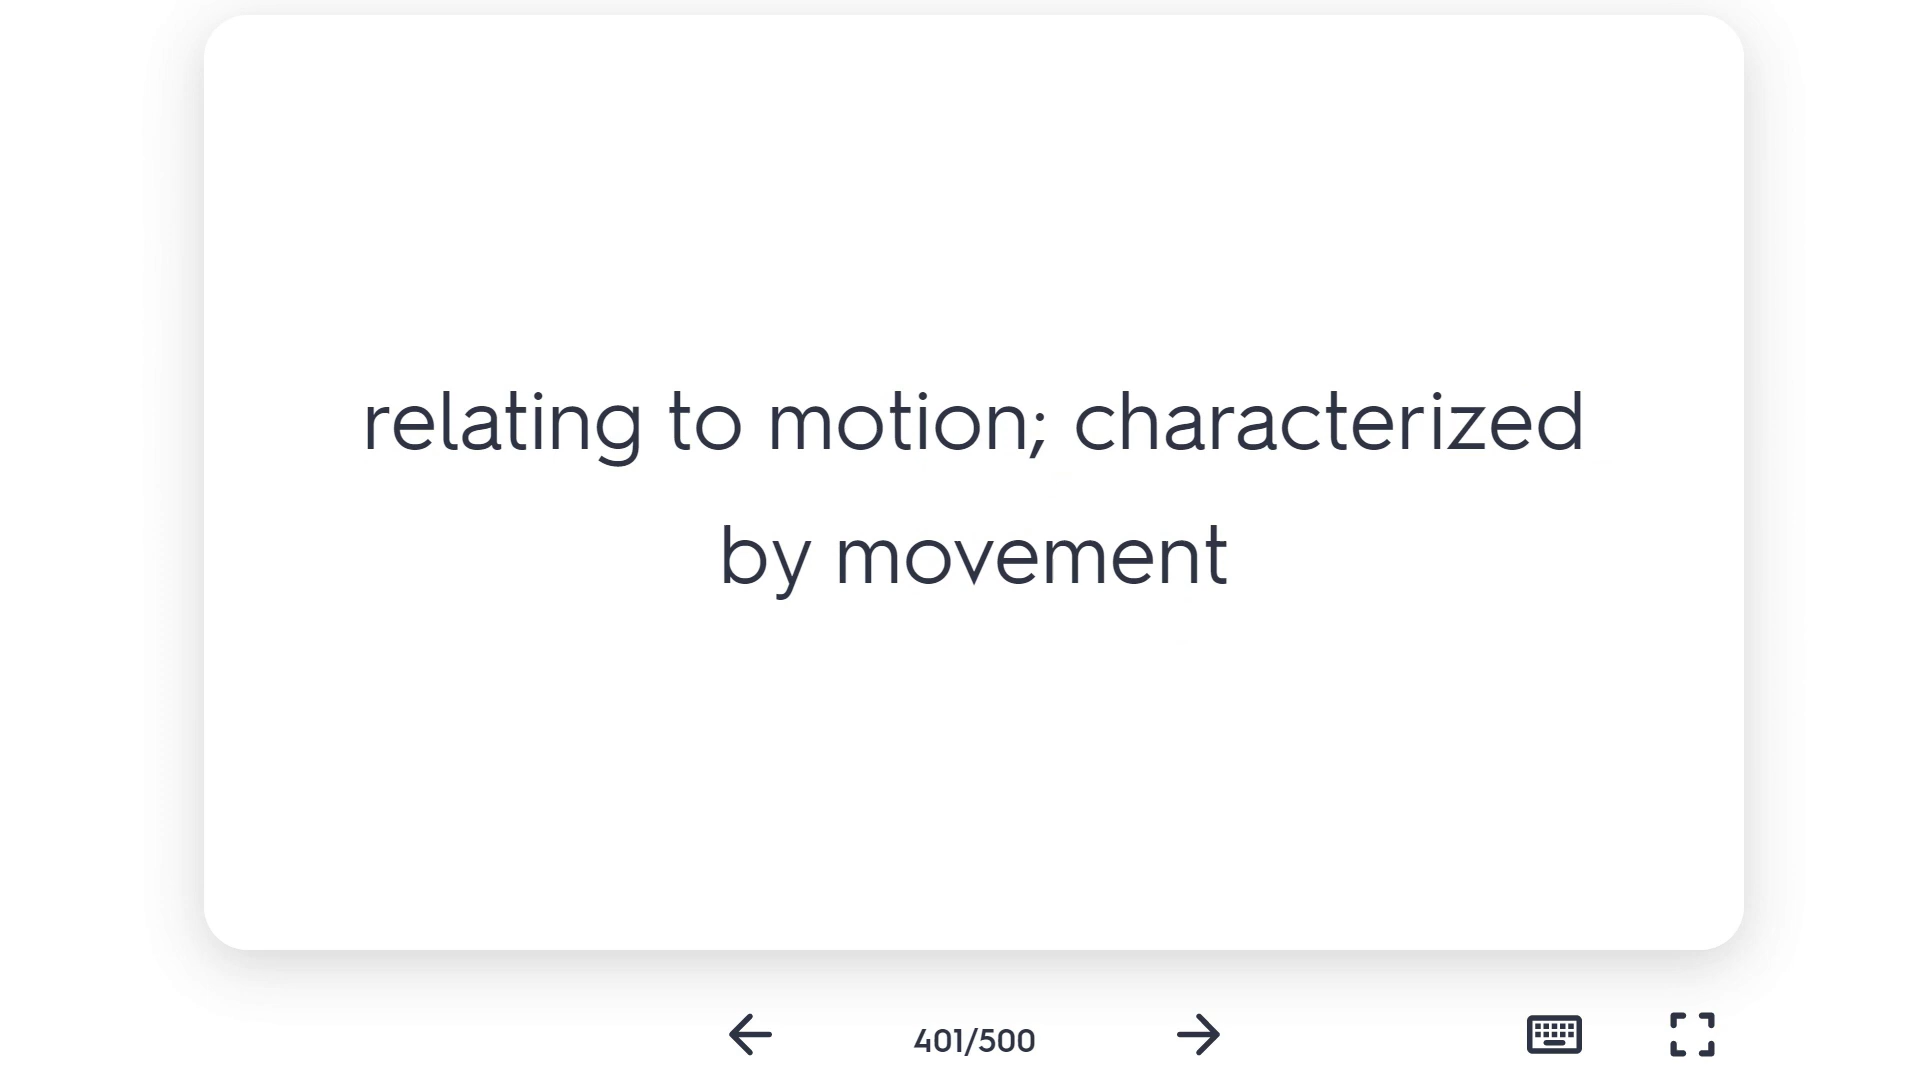 relating to motion; characterized
by movement
401/500